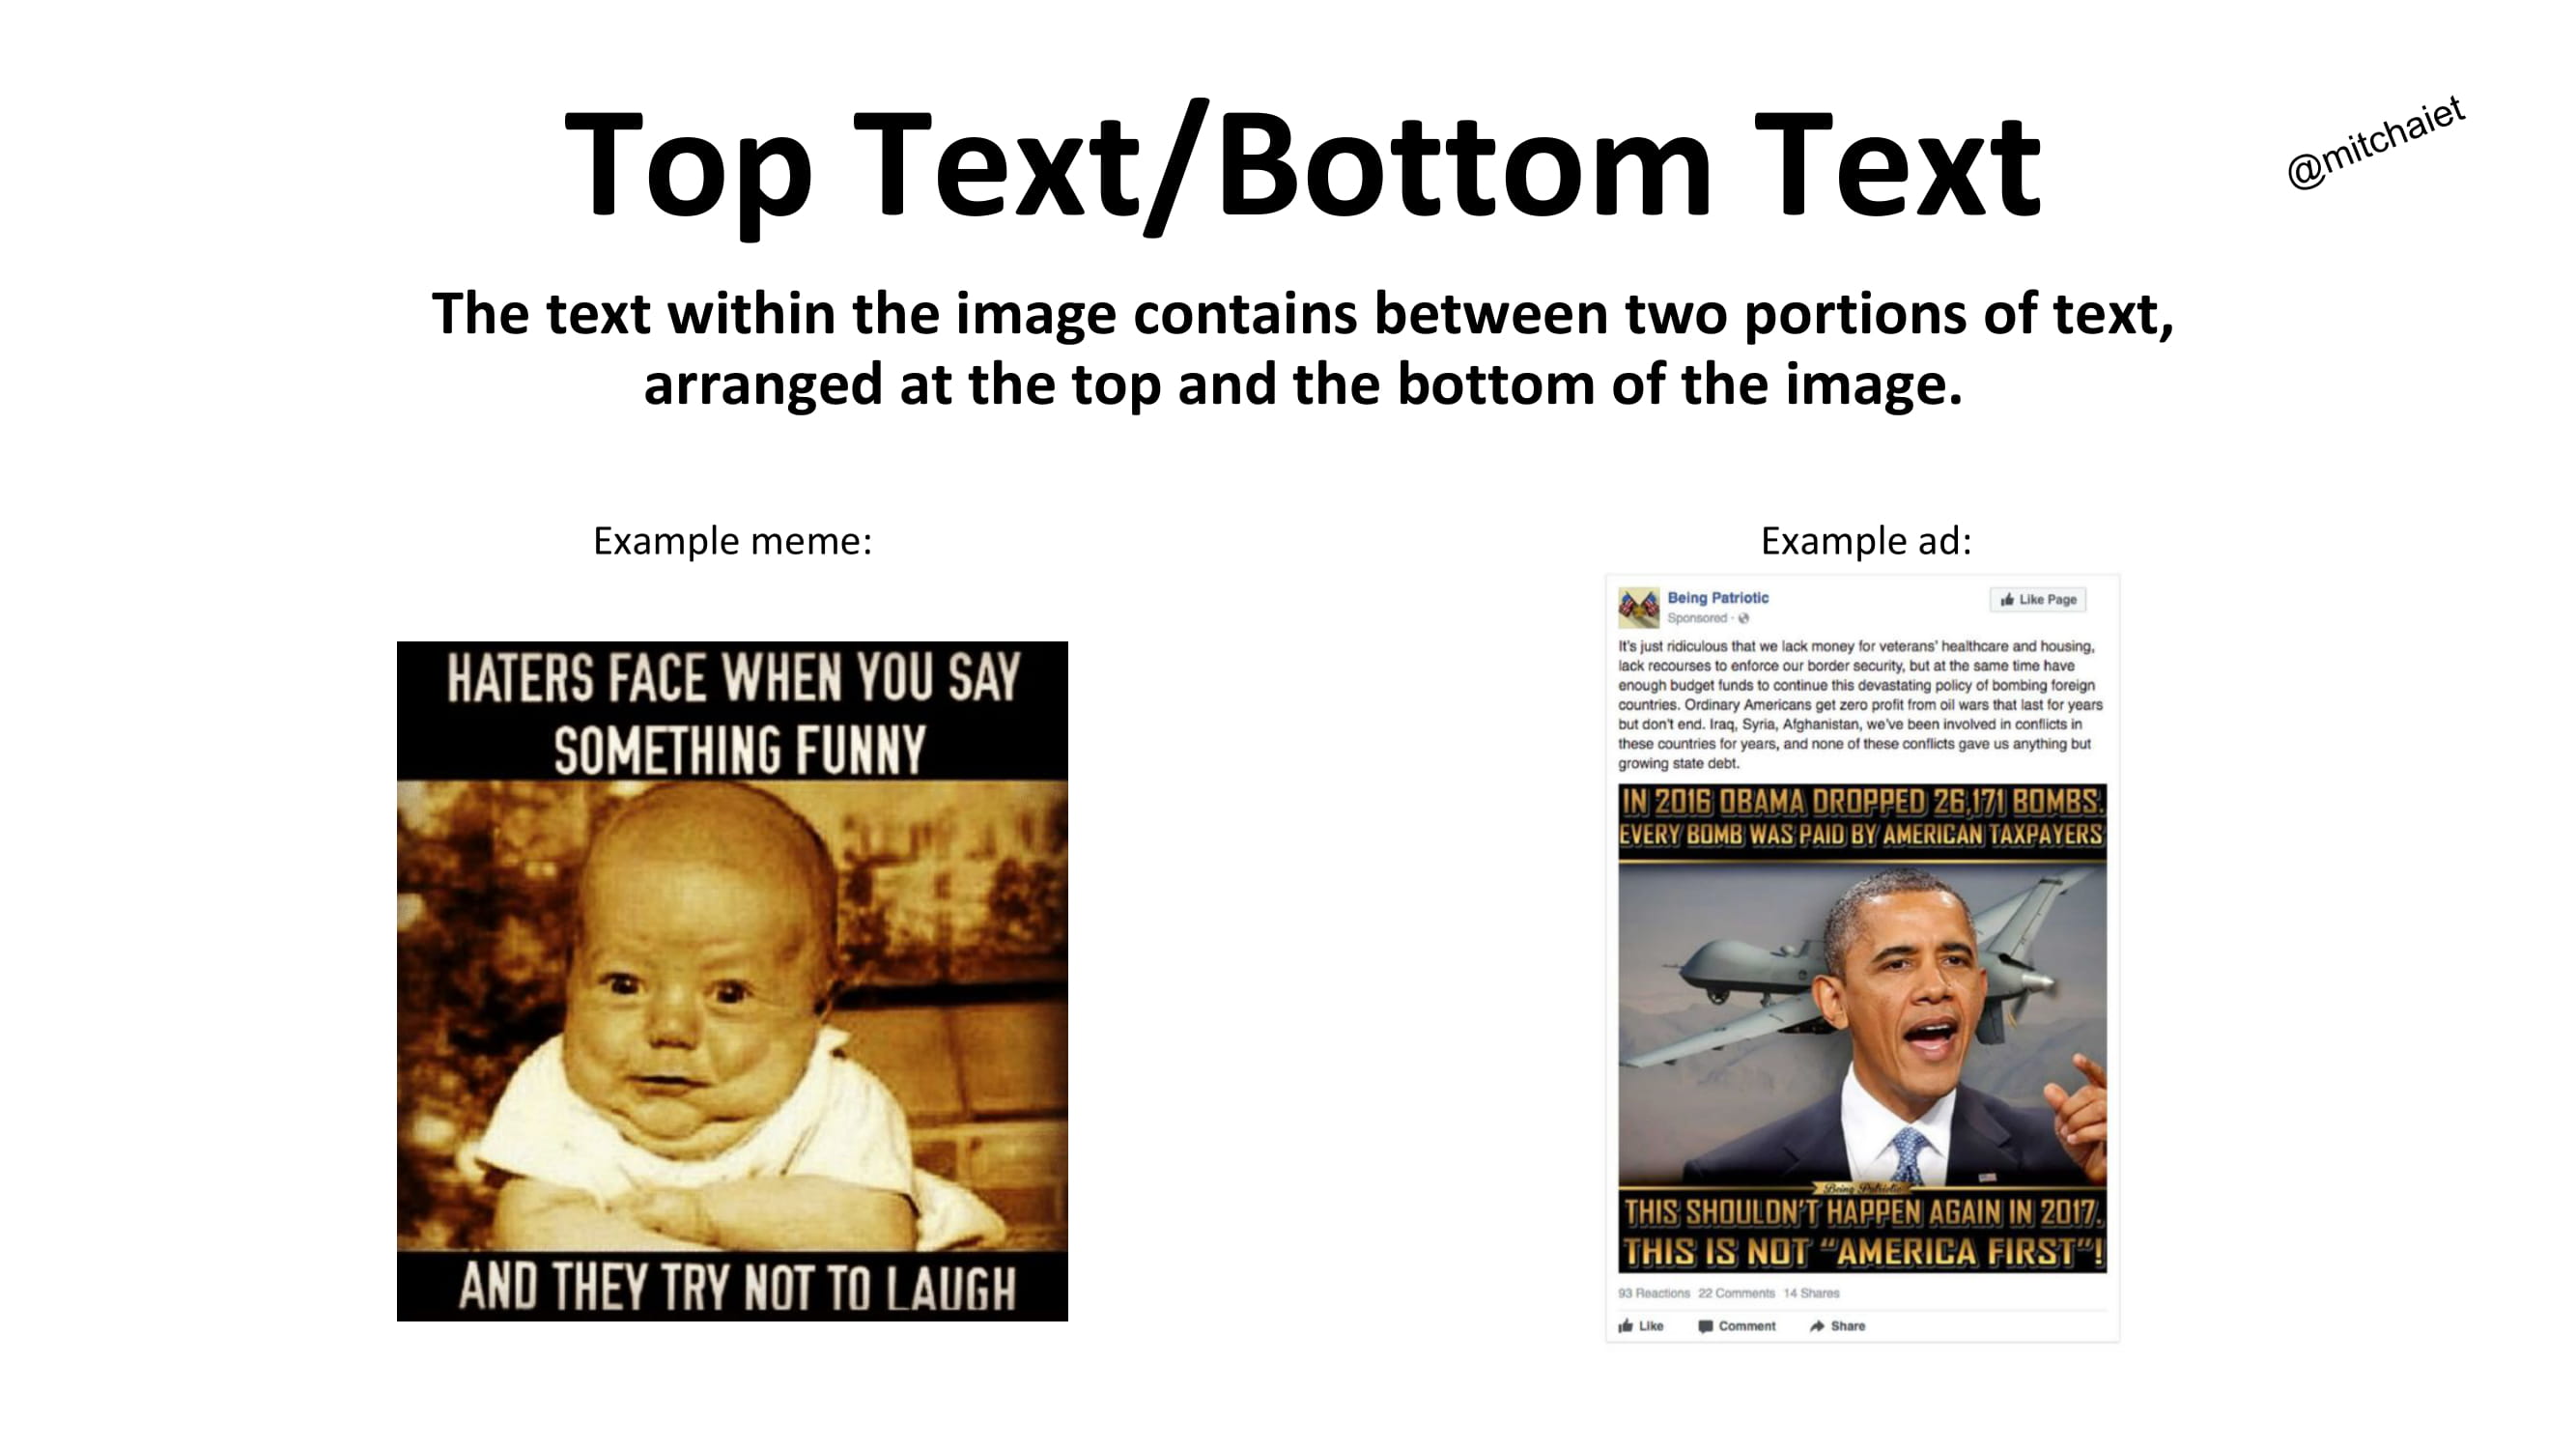 Top Text/Bottom Text
@mitchaiet
The text within the image contains between two portions of text,
arranged at the top and the bottom of the image.
Example meme:
HATERS FACE WHEN YOU SAY
SOMETHING FUNNY
AND THEY TRY NOT TO LAUGH
Example ad:
Being Patriotic
Sponsored ·
Like Page
It's just ridiculous that we lack money for veterans' healthcare and housing,
lack recourses to enforce our border security, but at the same time have
enough budget funds to continue this devastating policy of bombing foreign
countries. Ordinary Americans get zero profit from oil wars that last for years
but don't end. Iraq, Syria, Afghanistan, we've been involved in conflicts in
these countries for years, and none of these conflicts gave us anything but
growing state debt.
IN 2016 OBAMA DROPPED 26,171 BOMBS.
EVERY BOMB WAS PAID BY AMERICAN TAXPAYERS
Being Patriotic
THIS SHOULDN'T HAPPEN AGAIN IN 2017.
THIS IS NOT "AMERICA FIRST"!
93 Reactions 22 Comments 14 Shares
Like Comment Share